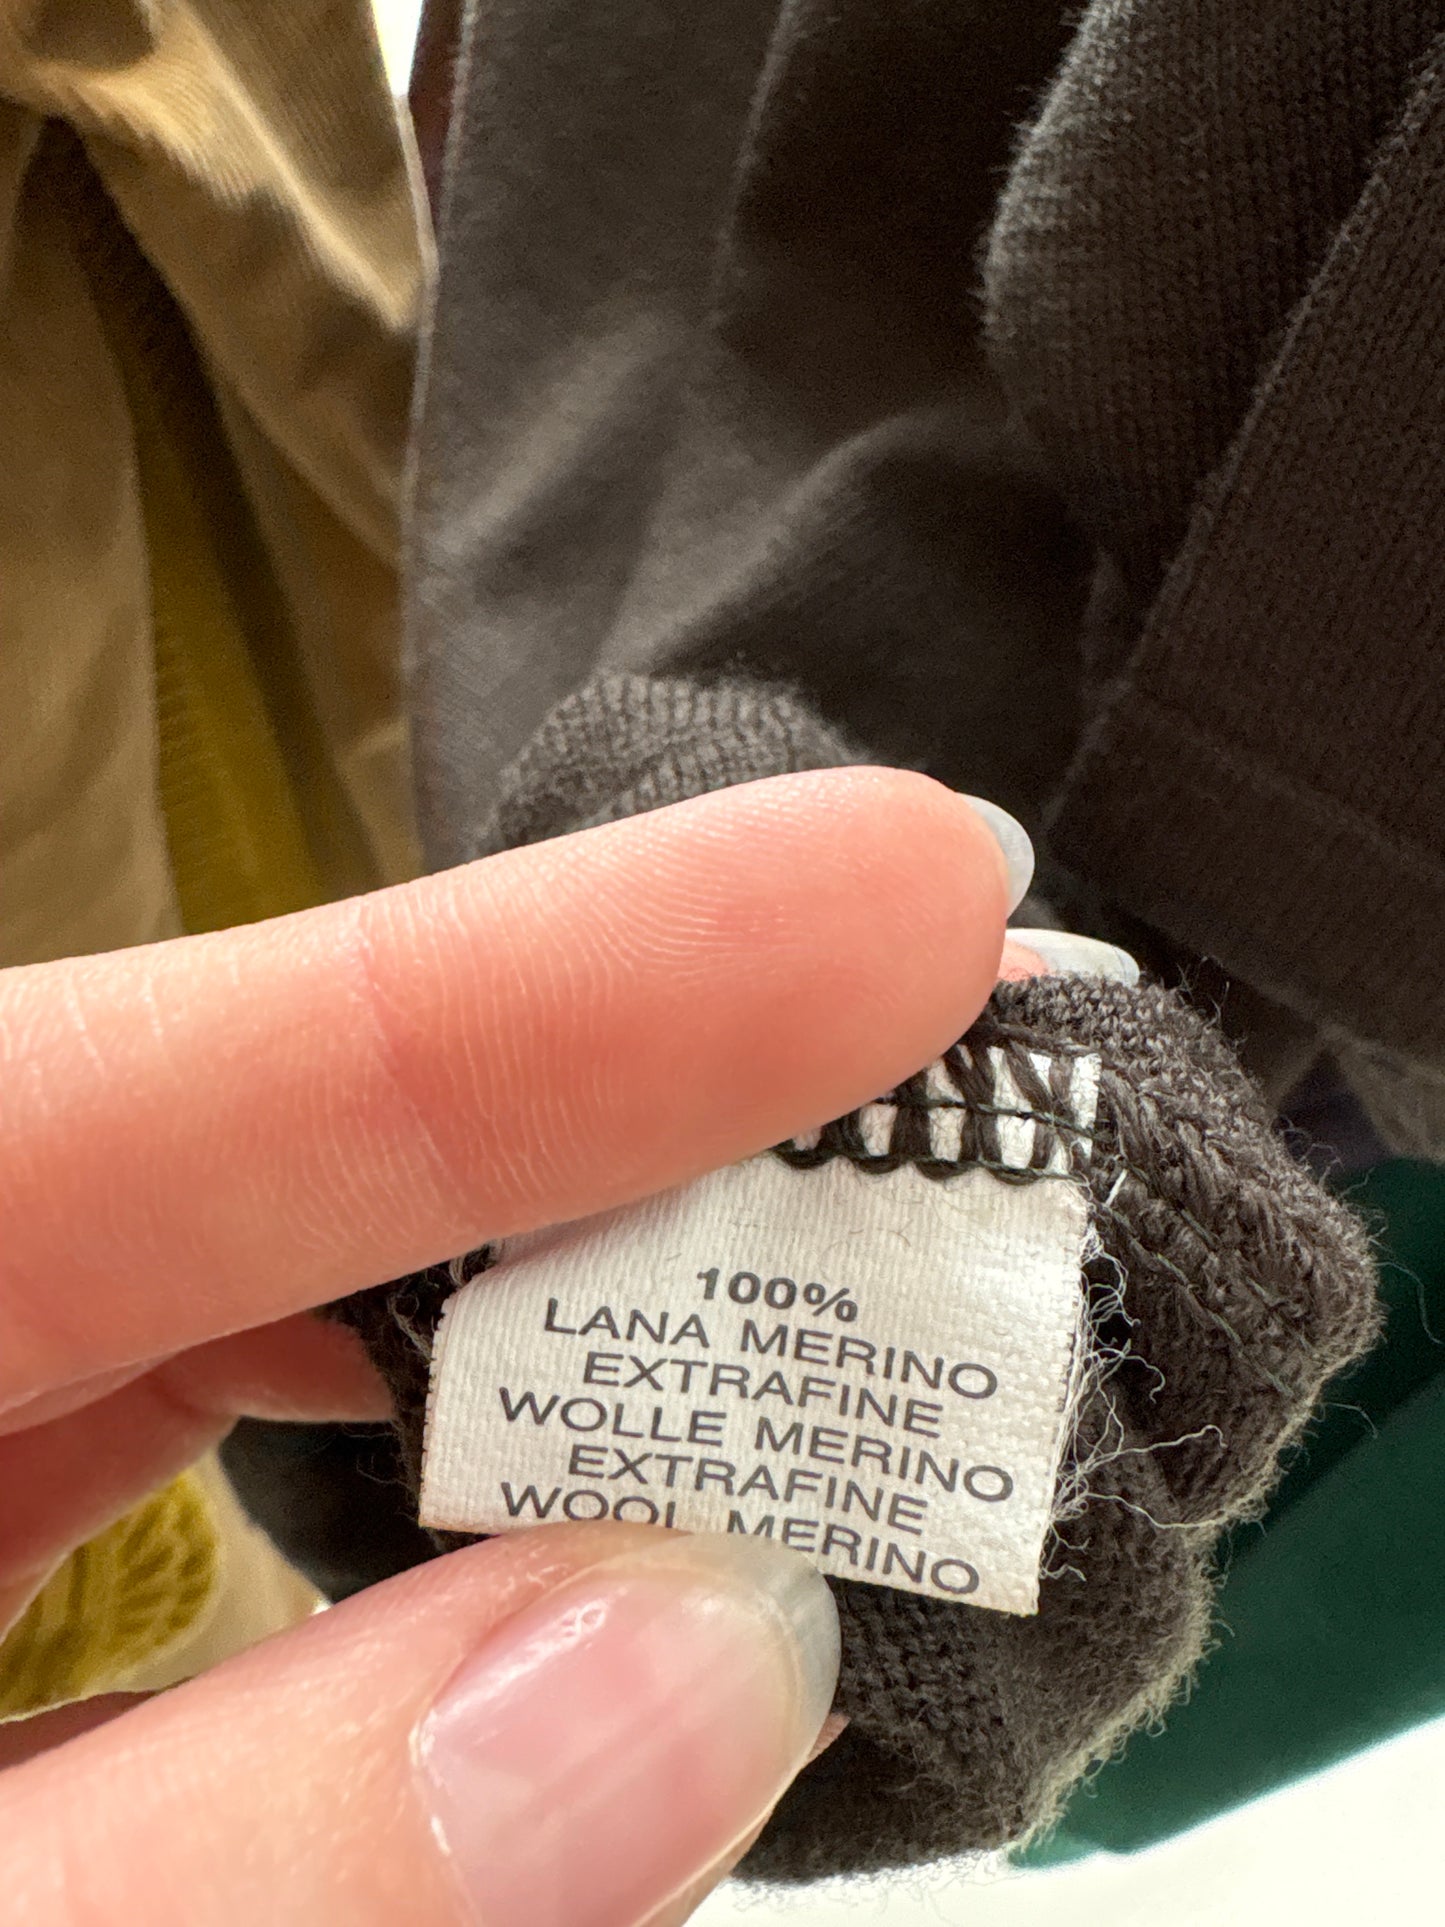 100%
LANA MERINO
EXTRAFINE
WOLLE MERINO
EXTRAFINE
WOOL MERINO